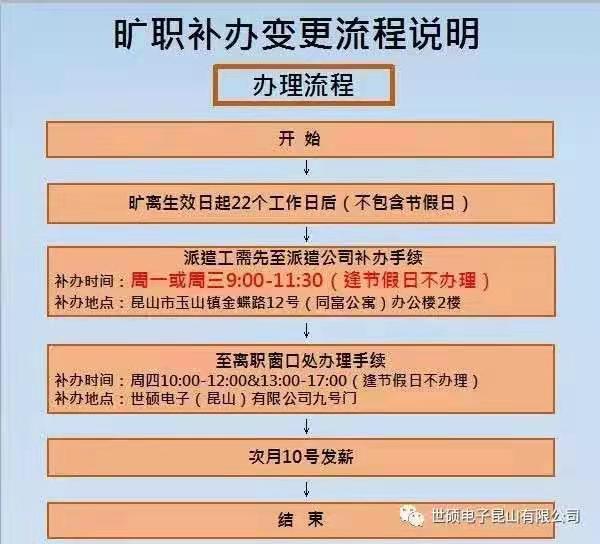 旷职补办变更流程说明
办理流程
开 始
旷离生效日起22个工作日后（不包含节假日）
派遣工需先至派遣公司补办手续
补办时间：周一或周三9:00-11:30（逢节假日不办理）
补办地点：昆山市玉山镇金蝶路12号（同富公寓）办公楼2楼
至离职窗口处办理手续
补办时间：周四10:00-12:00&13:00-17:00（逢节假日不办理）
补办地点：世硕电子（昆山）有限公司九号门
次月10号发薪
结 束
世硕电子昆山有限公司